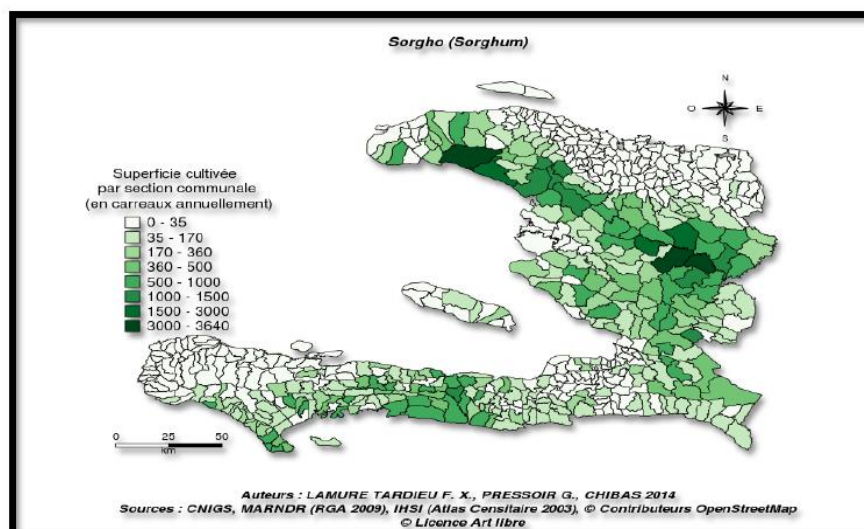 Sorgho (Sorghum)
N
O E
S
Superficie cultivée
par section communale
(en carreaux annuellement)
0 - 35
35 - 170
170 - 360
360 - 500
500 - 1000
1000 - 1500
1500 - 3000
3000 - 3640
0 25 50
km
Auteurs : LAMURE TARDIEU F. X., PRESSOIR G., CHIBAS 2014
Sources : CNIGS, MARNDR (RGA 2009), IHSI (Atlas Censitaire 2003), © Contributeurs OpenStreetMap
© Licence Art libre